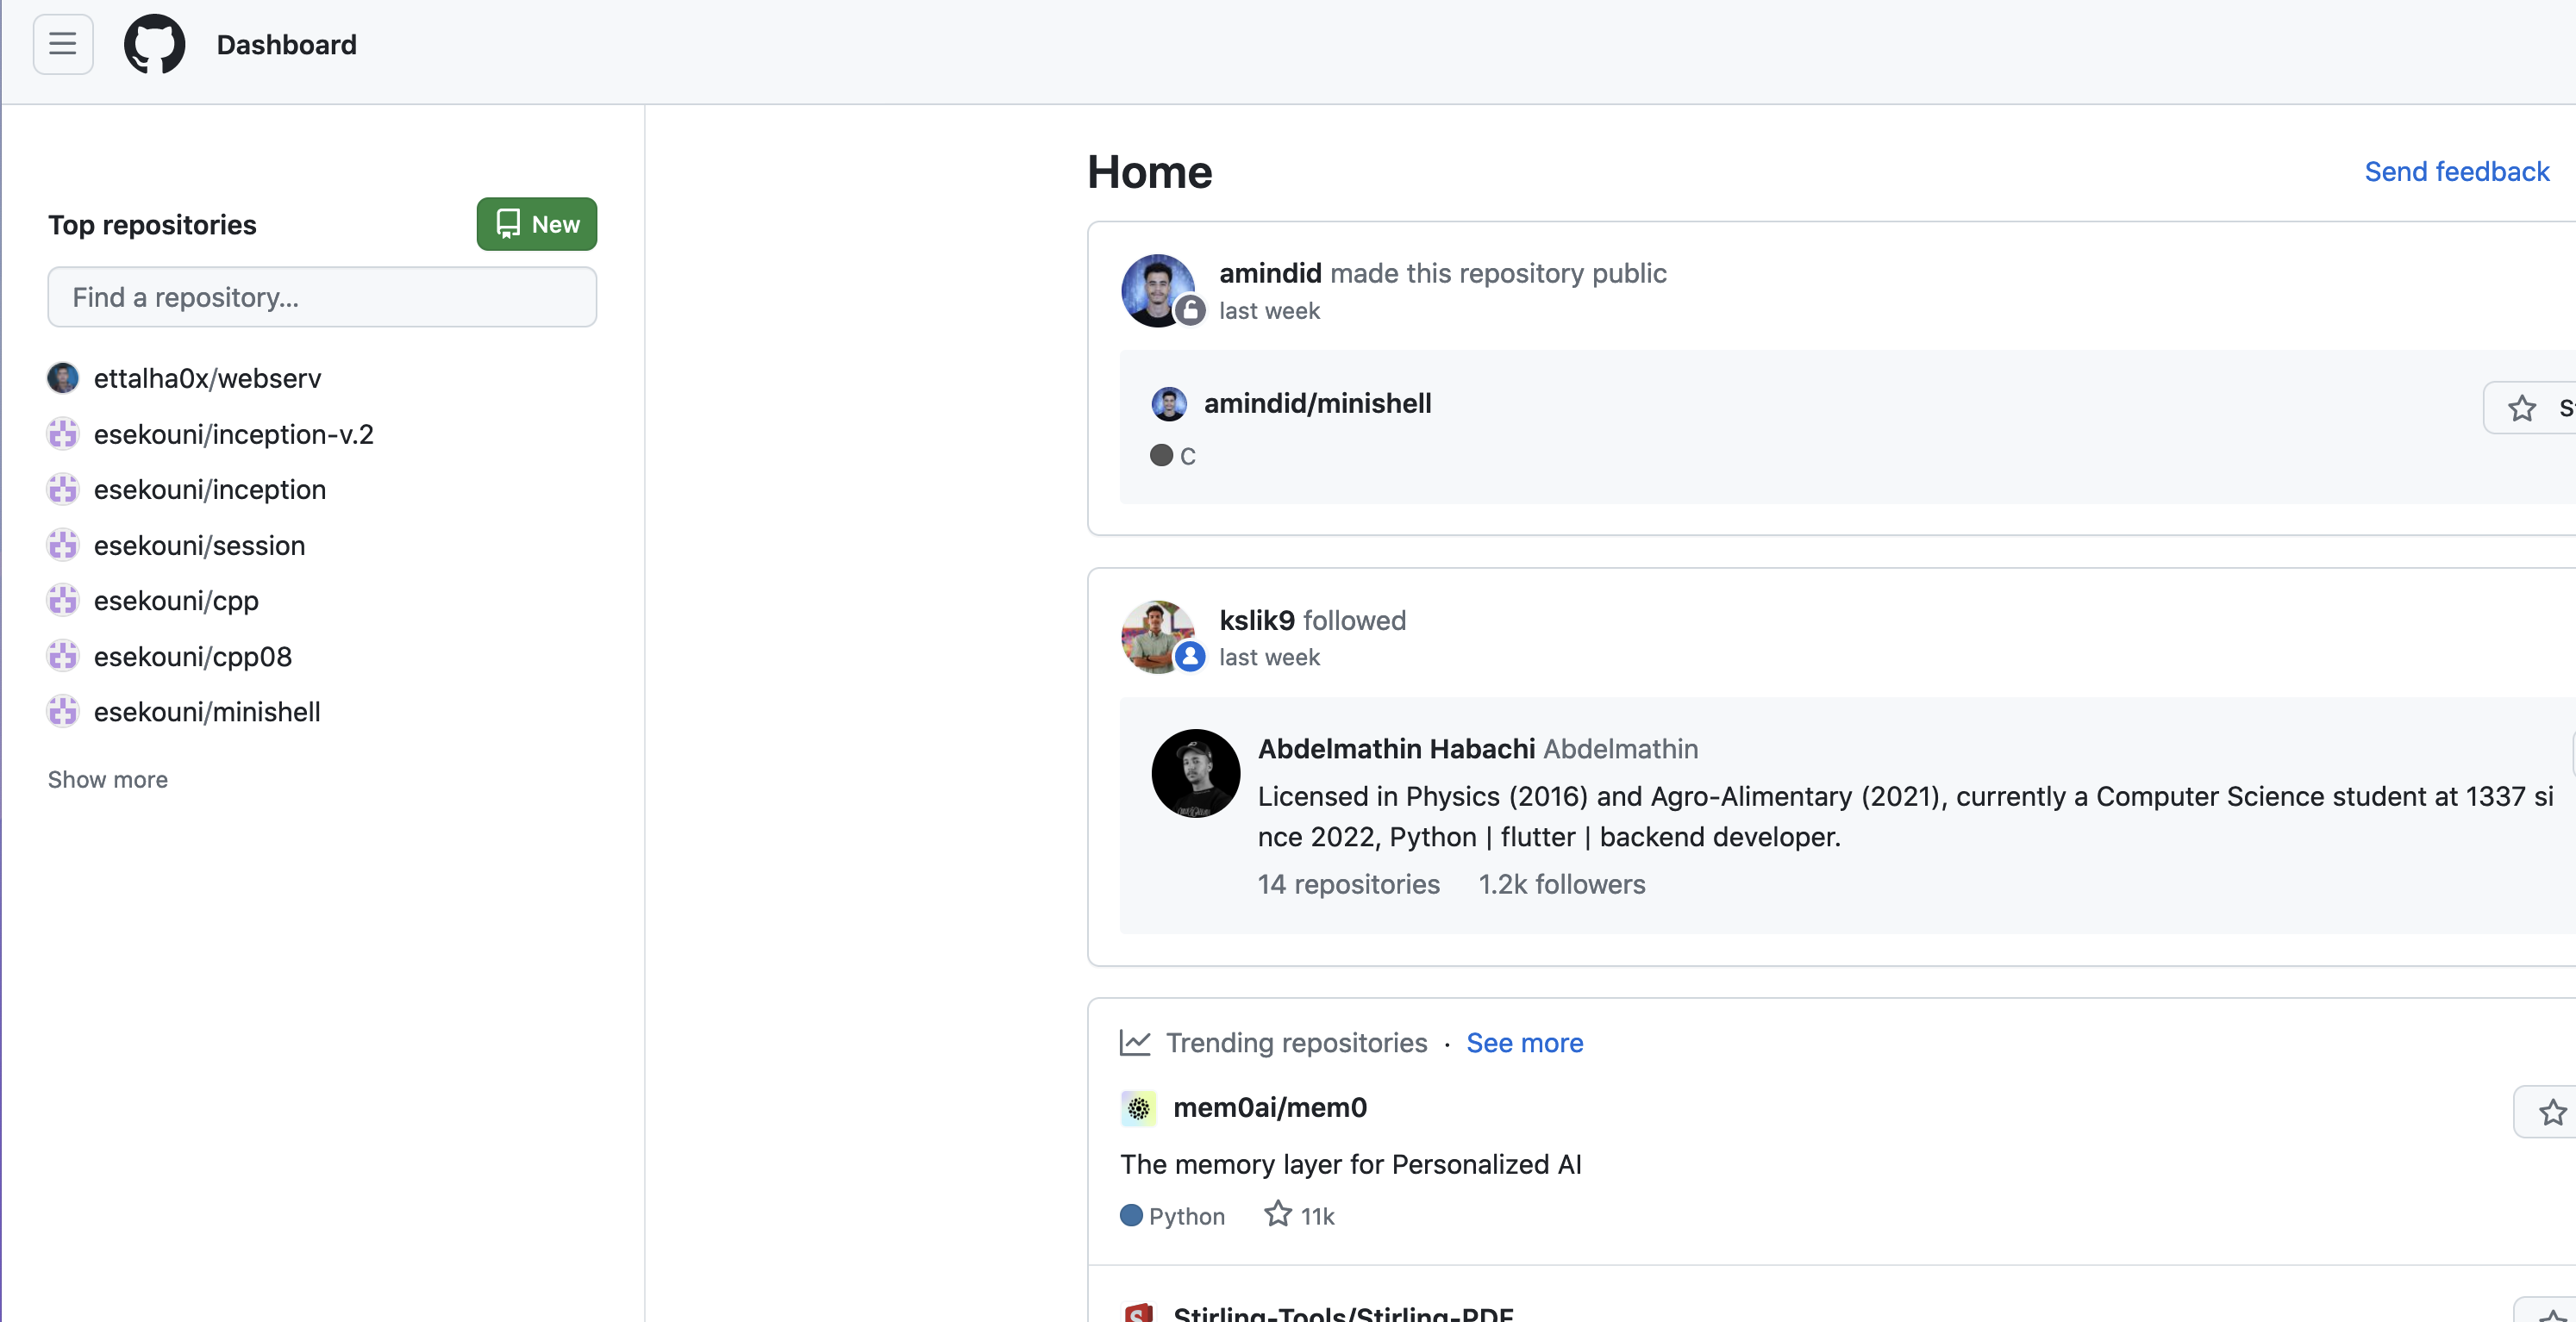 Dashboard
Top repositories
New
Find a repository...
ettalha0x/webserv
esekouni/inception-v.2
esekouni/inception
esekouni/session
esekouni/cpp
esekouni/cpp08
esekouni/minishell
Show more
Home
Send feedback
amindid made this repository public
last week
amindid/minishell
C
kslik9 followed
last week
Abdelmathin Habachi Abdelmathin
Licensed in Physics (2016) and Agro-Alimentary (2021), currently a Computer Science student at 1337 si
nce 2022, Python | flutter | backend developer.
14 repositories 1.2k followers
Trending repositories · See more
mem0ai/mem0
The memory layer for Personalized AI
Python 11k
Stirling-Tools/Stirling-PDF